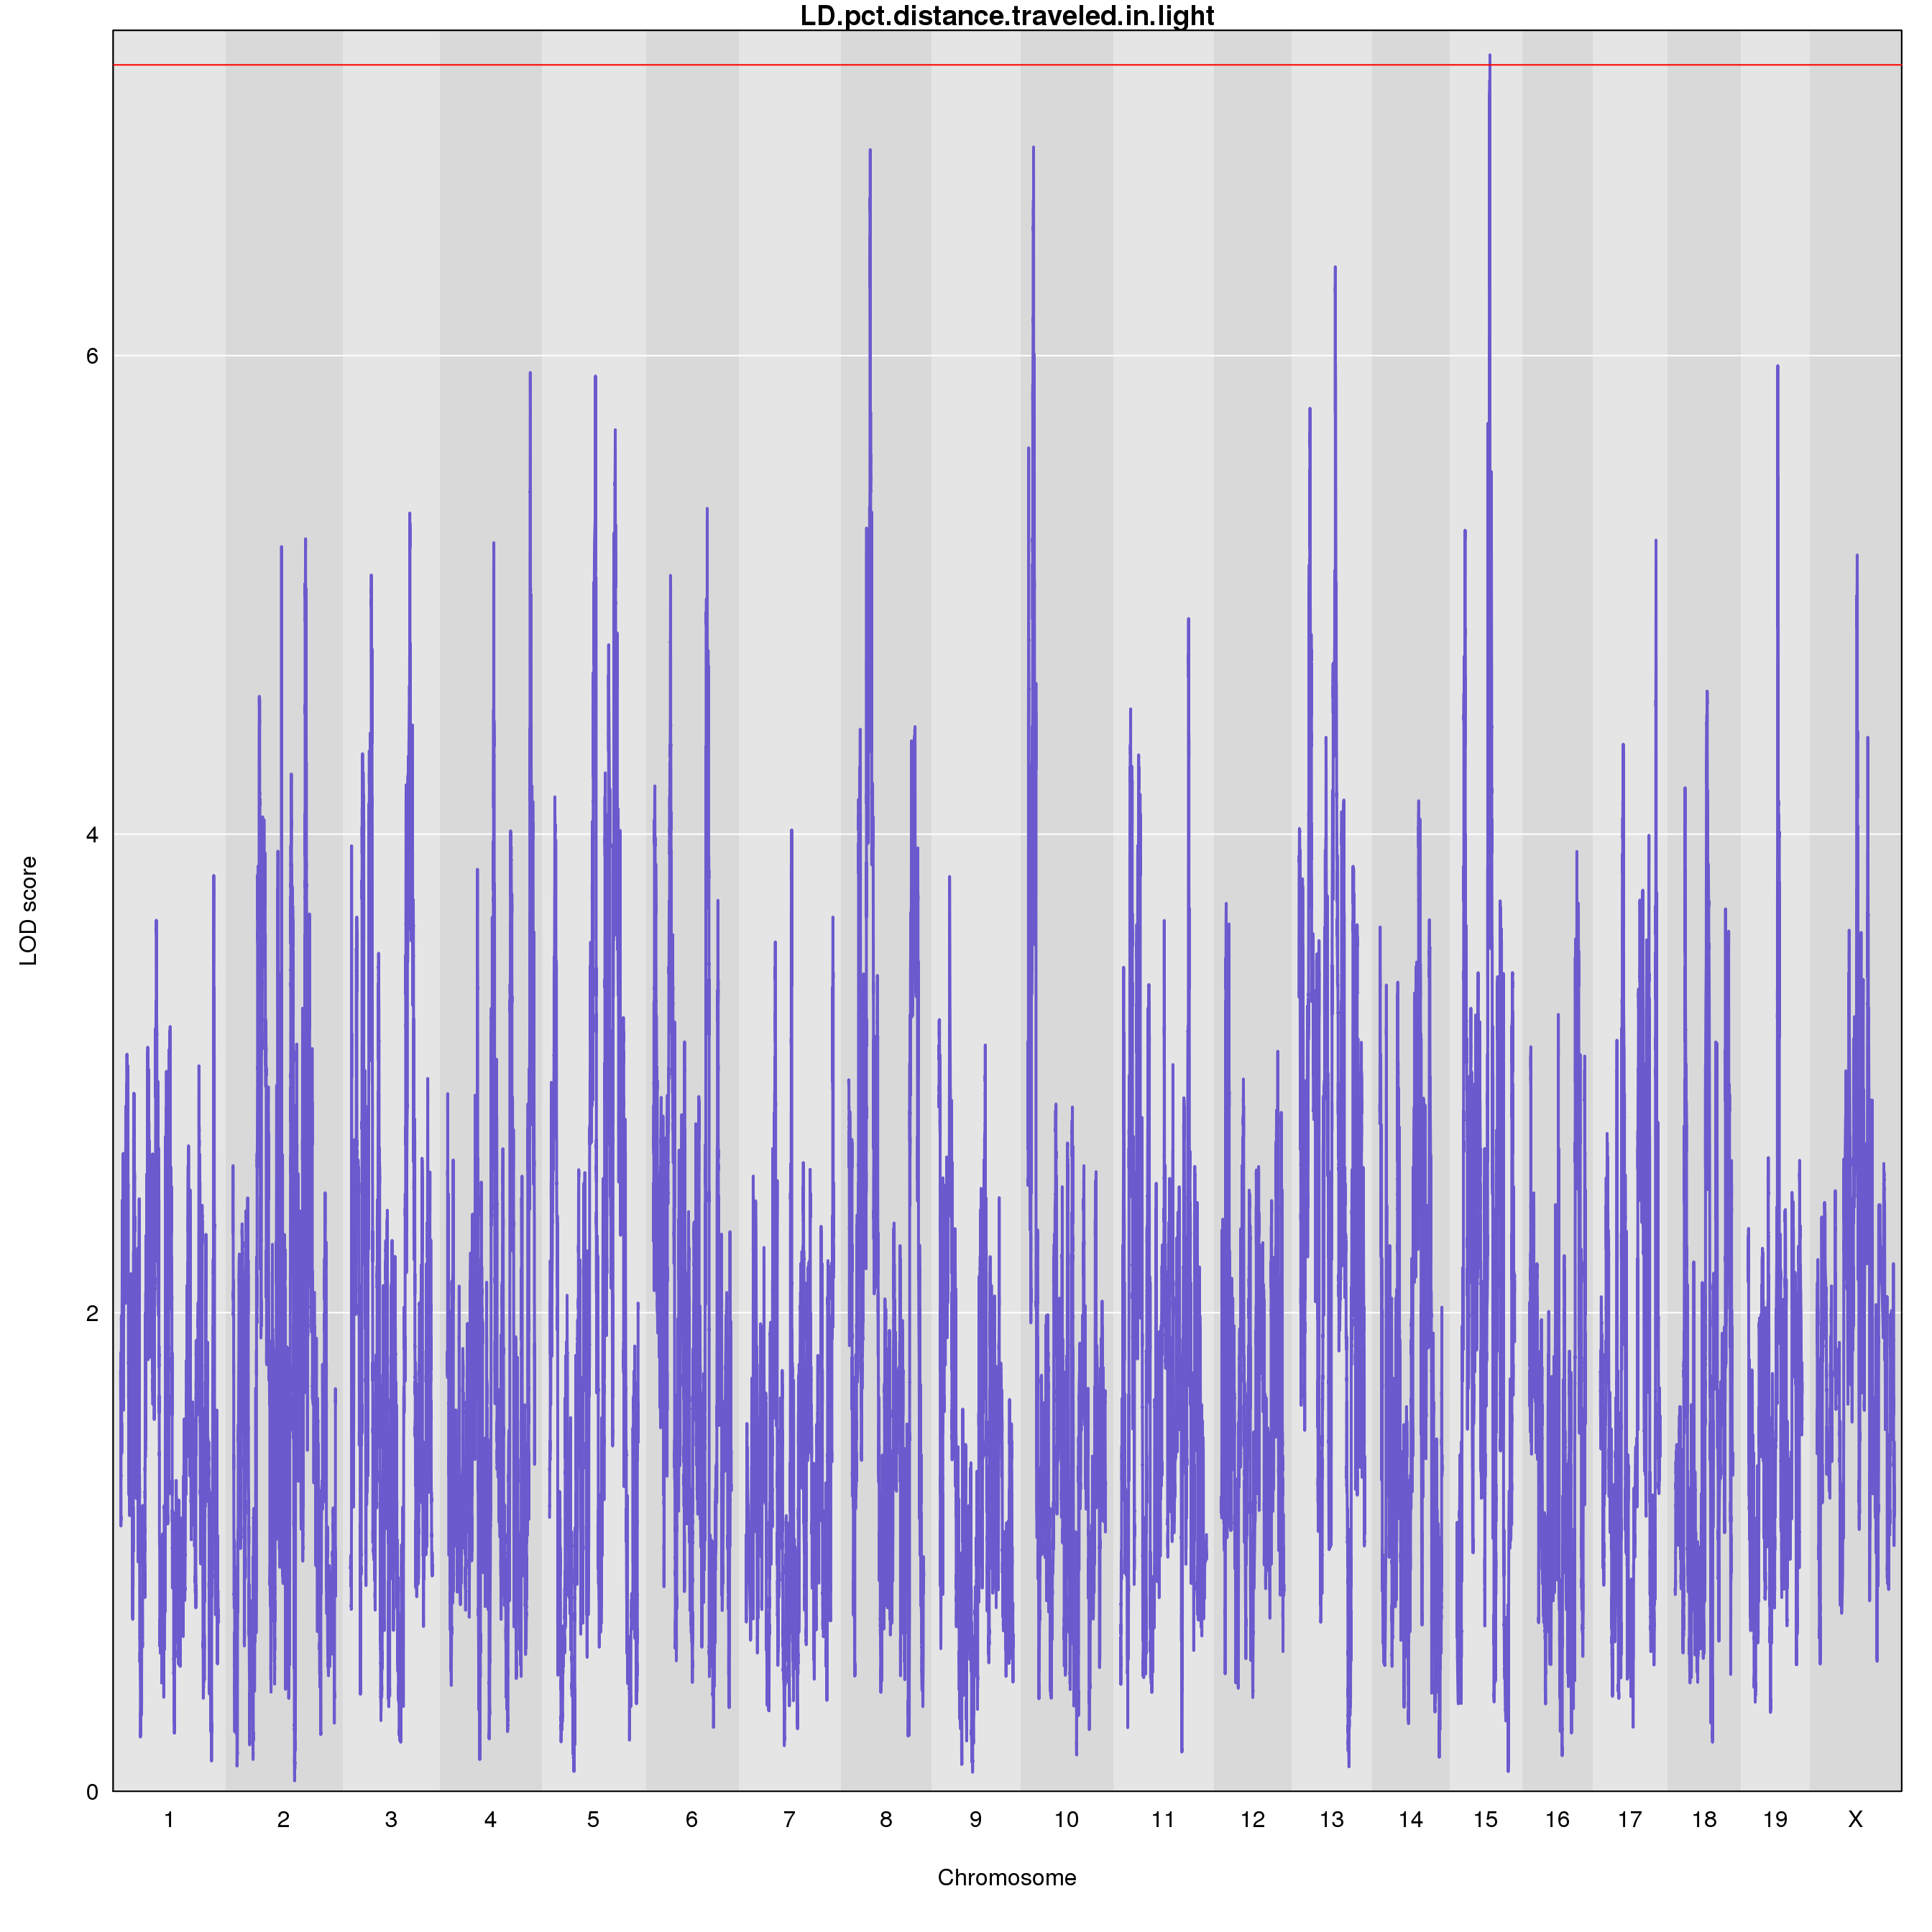 LD.pct.distance.traveled.in.light
LOD score
6
4
2
0
1 2 3 4 5 6 7 8 9 10 11 12 13 14 15 16 17 18 19 X
Chromosome